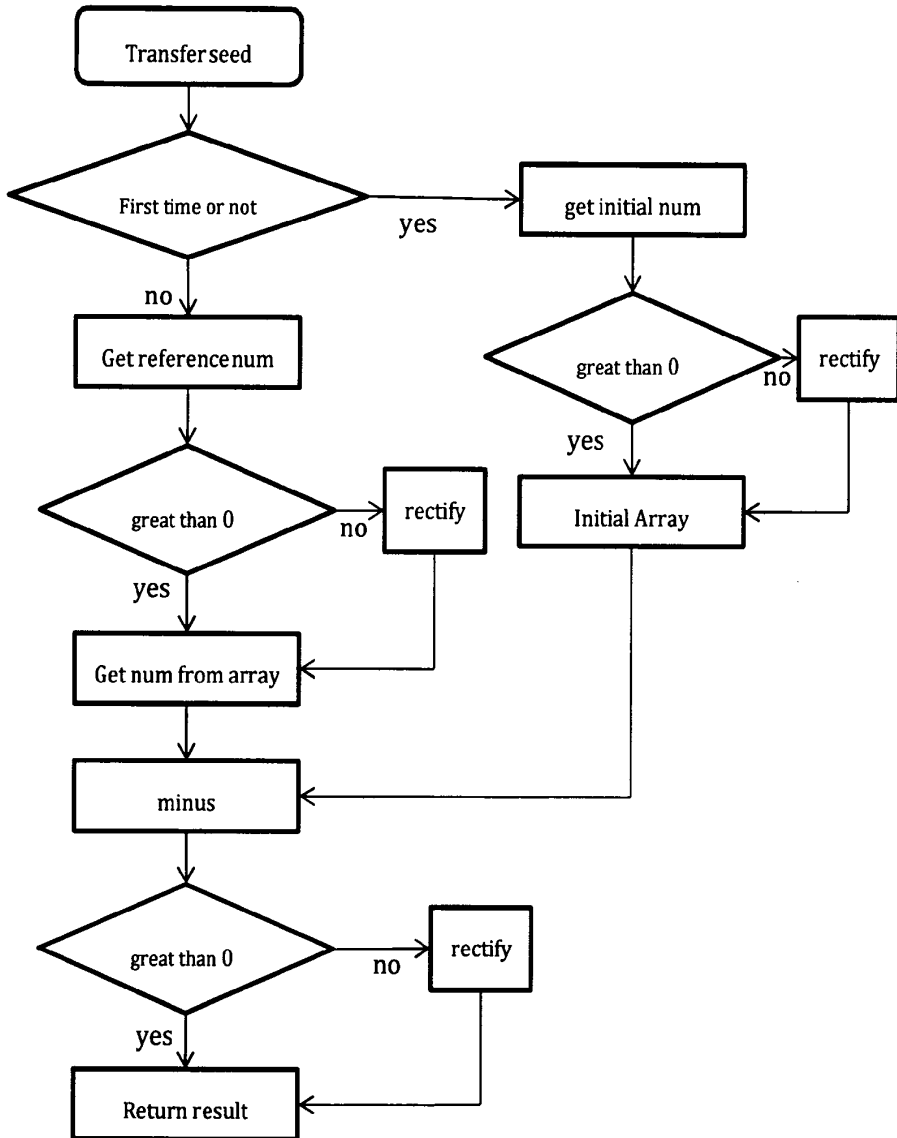 Transfer seed
First time or not
yes
get initial num
no
Get reference num
great than 0
no
rectify
yes
Initial Array
great than 0
no
rectify
yes
Get num from array
minus
great than 0
no
rectify
yes
Return result